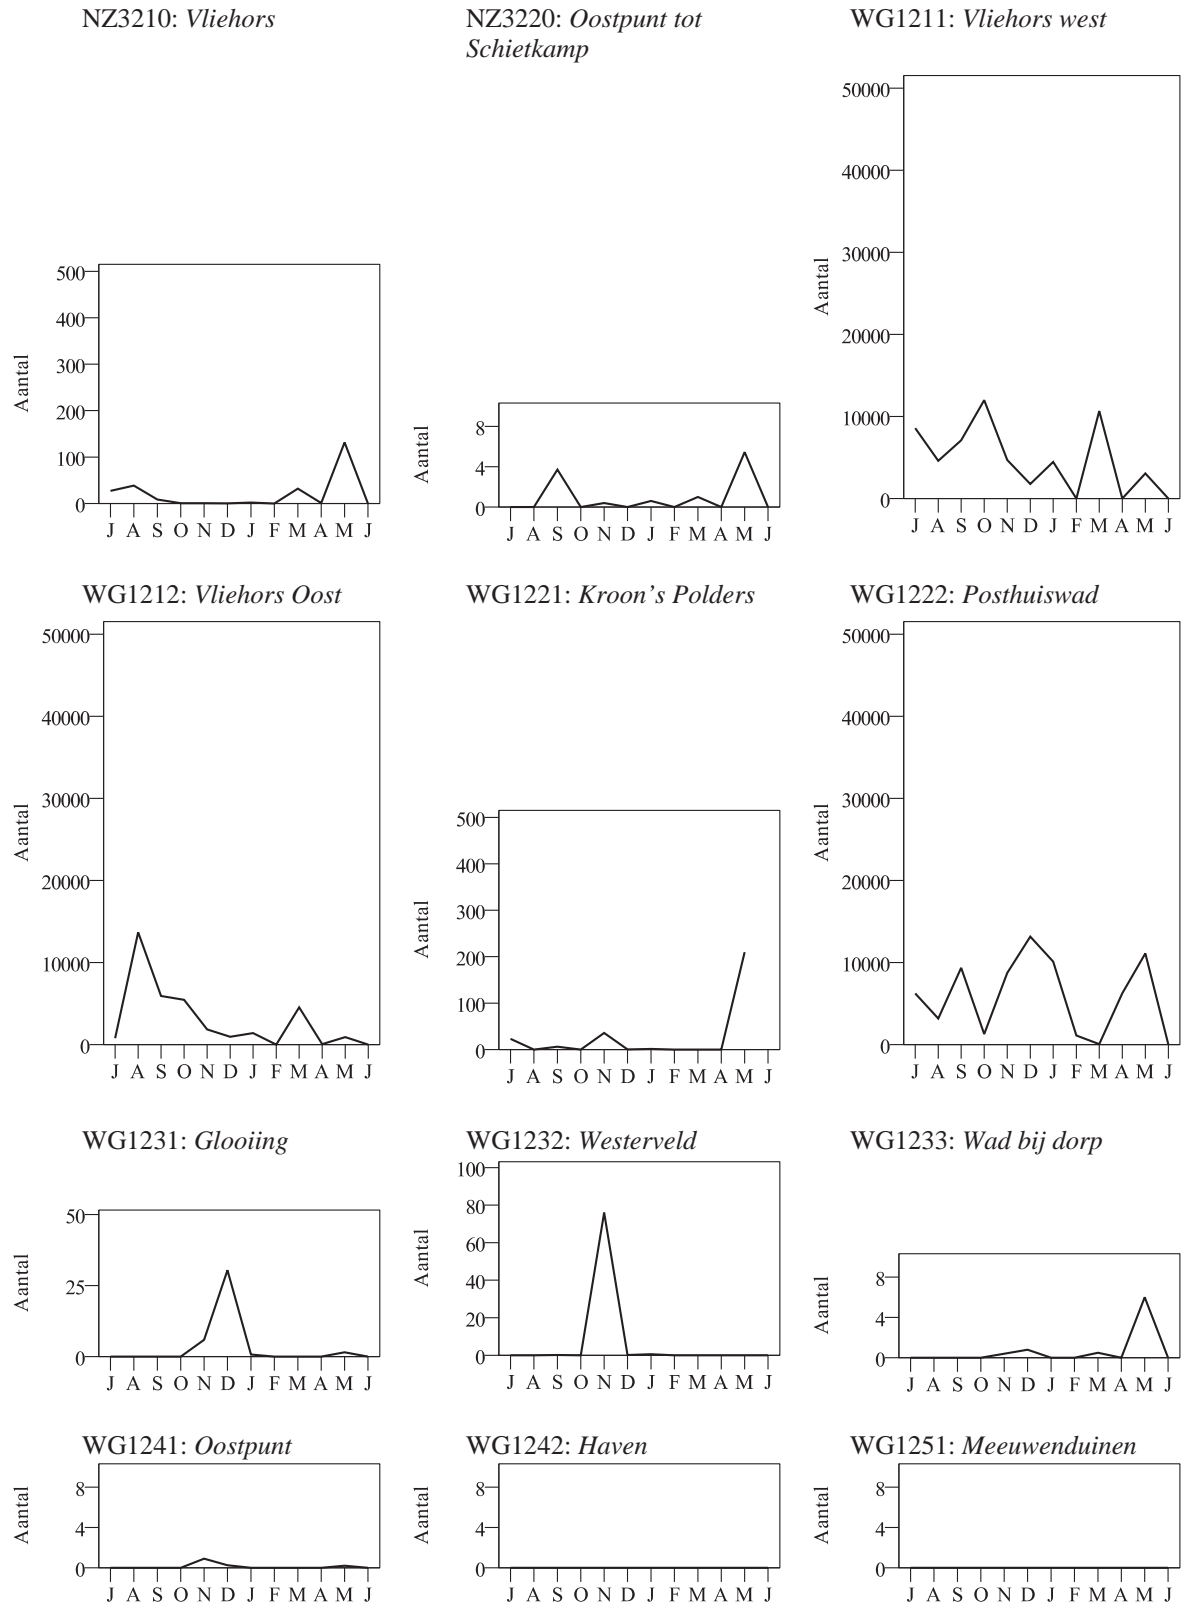 NZ3210: Vliehors
NZ3220: Oostpunt tot
Schietkamp
WG1211: Vliehors west
Aantal
500
400
300
200
100
0
J A S O N D J F M A M J
Aantal
8
4
0
J A S O N D J F M A M J
Aantal
50000
40000
30000
20000
10000
0
J A S O N D J F M A M J
WG1212: Vliehors Oost
Aantal
50000
40000
30000
20000
10000
0
J A S O N D J F M A M J
WG1221: Kroon's Polders
Aantal
500
400
300
200
100
0
J A S O N D J F M A M J
WG1222: Posthuiswad
Aantal
50000
40000
30000
20000
10000
0
J A S O N D J F M A M J
WG1231: Glooiing
Aantal
50
25
0
J A S O N D J F M A M J
WG1232: Westerveld
Aantal
100
80
60
40
20
0
J A S O N D J F M A M J
WG1233: Wad bij dorp
Aantal
8
4
0
J A S O N D J F M A M J
WG1241: Oostpunt
Aantal
8
4
0
J A S O N D J F M A M J
WG1242: Haven
Aantal
8
4
0
J A S O N D J F M A M J
WG1251: Meeuwenduinen
Aantal
8
4
0
J A S O N D J F M A M J